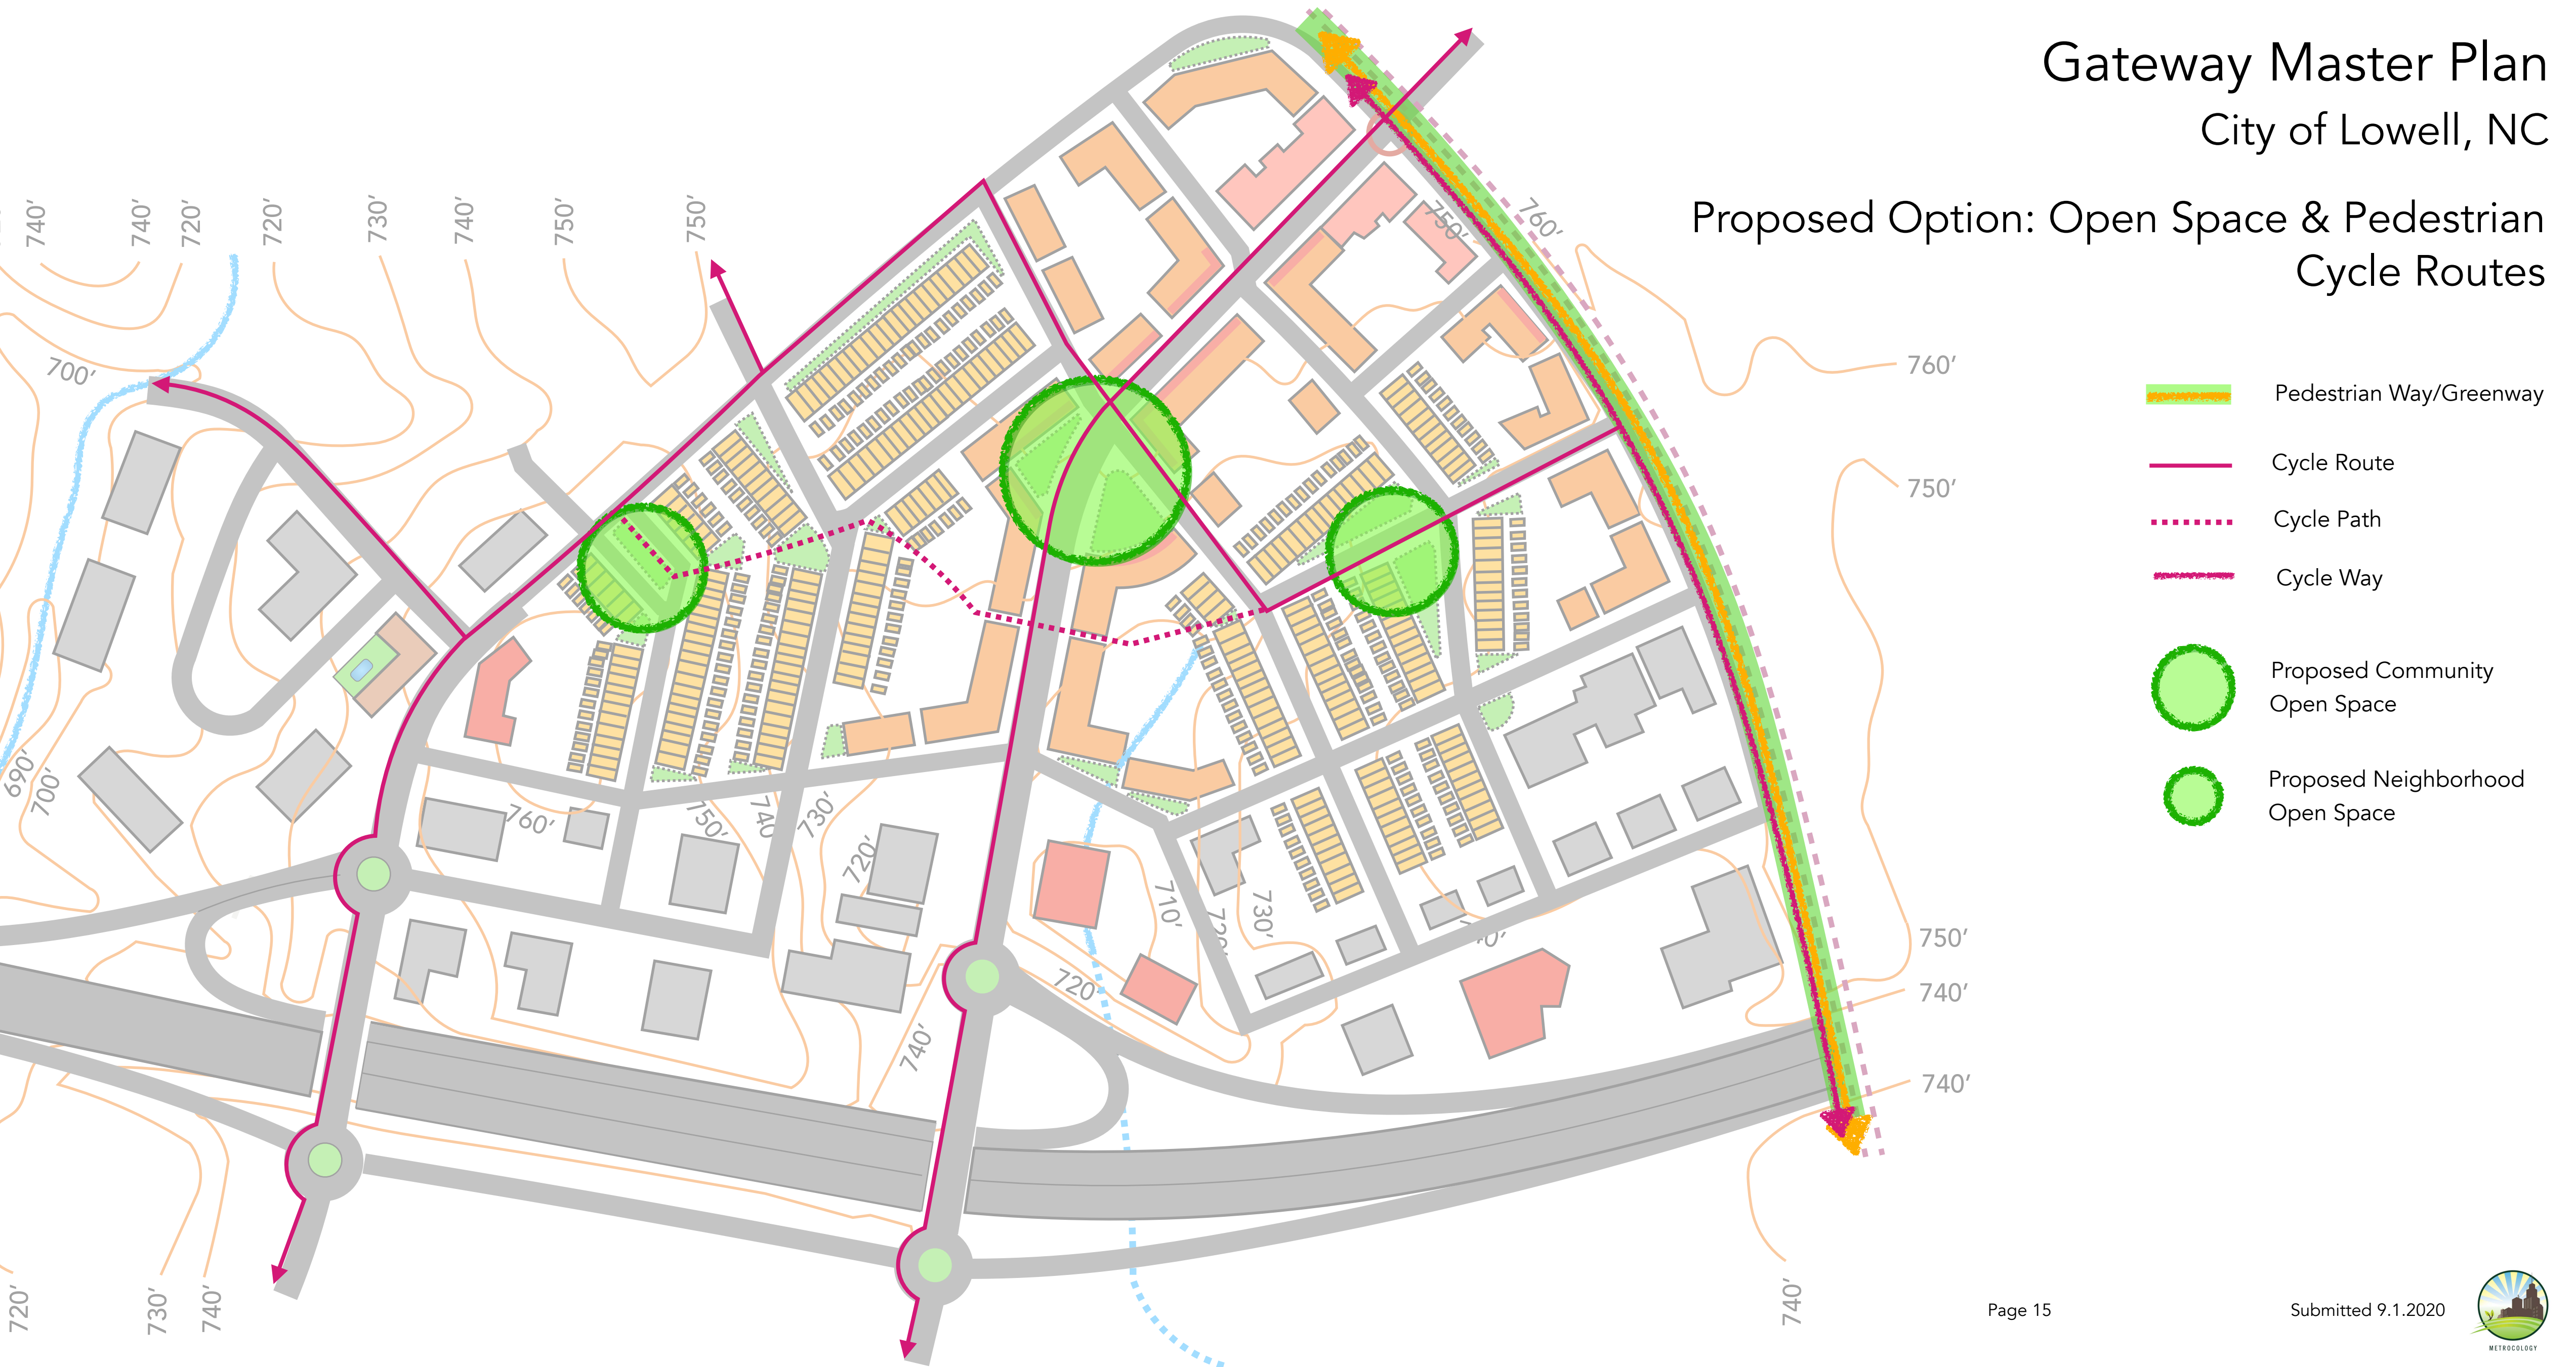 Gateway Master Plan
City of Lowell, NC
Proposed Option: Open Space & Pedestrian
Cycle Routes
740’
740’
720’
720’
730’
740’
750’
750’
750’
760’
700’
760’
750’
Pedestrian Way/Greenway
Cycle Route
Cycle Path
Cycle Way
Proposed Community
Open Space
Proposed Neighborhood
Open Space
690’
700’
760’
750’
740
730’
720’
710’
720’
730’
720’
740’
750’
740’
740’
720’
730’
740’
740’
Page 15
Submitted 9.1.2020
METROCOLOGY